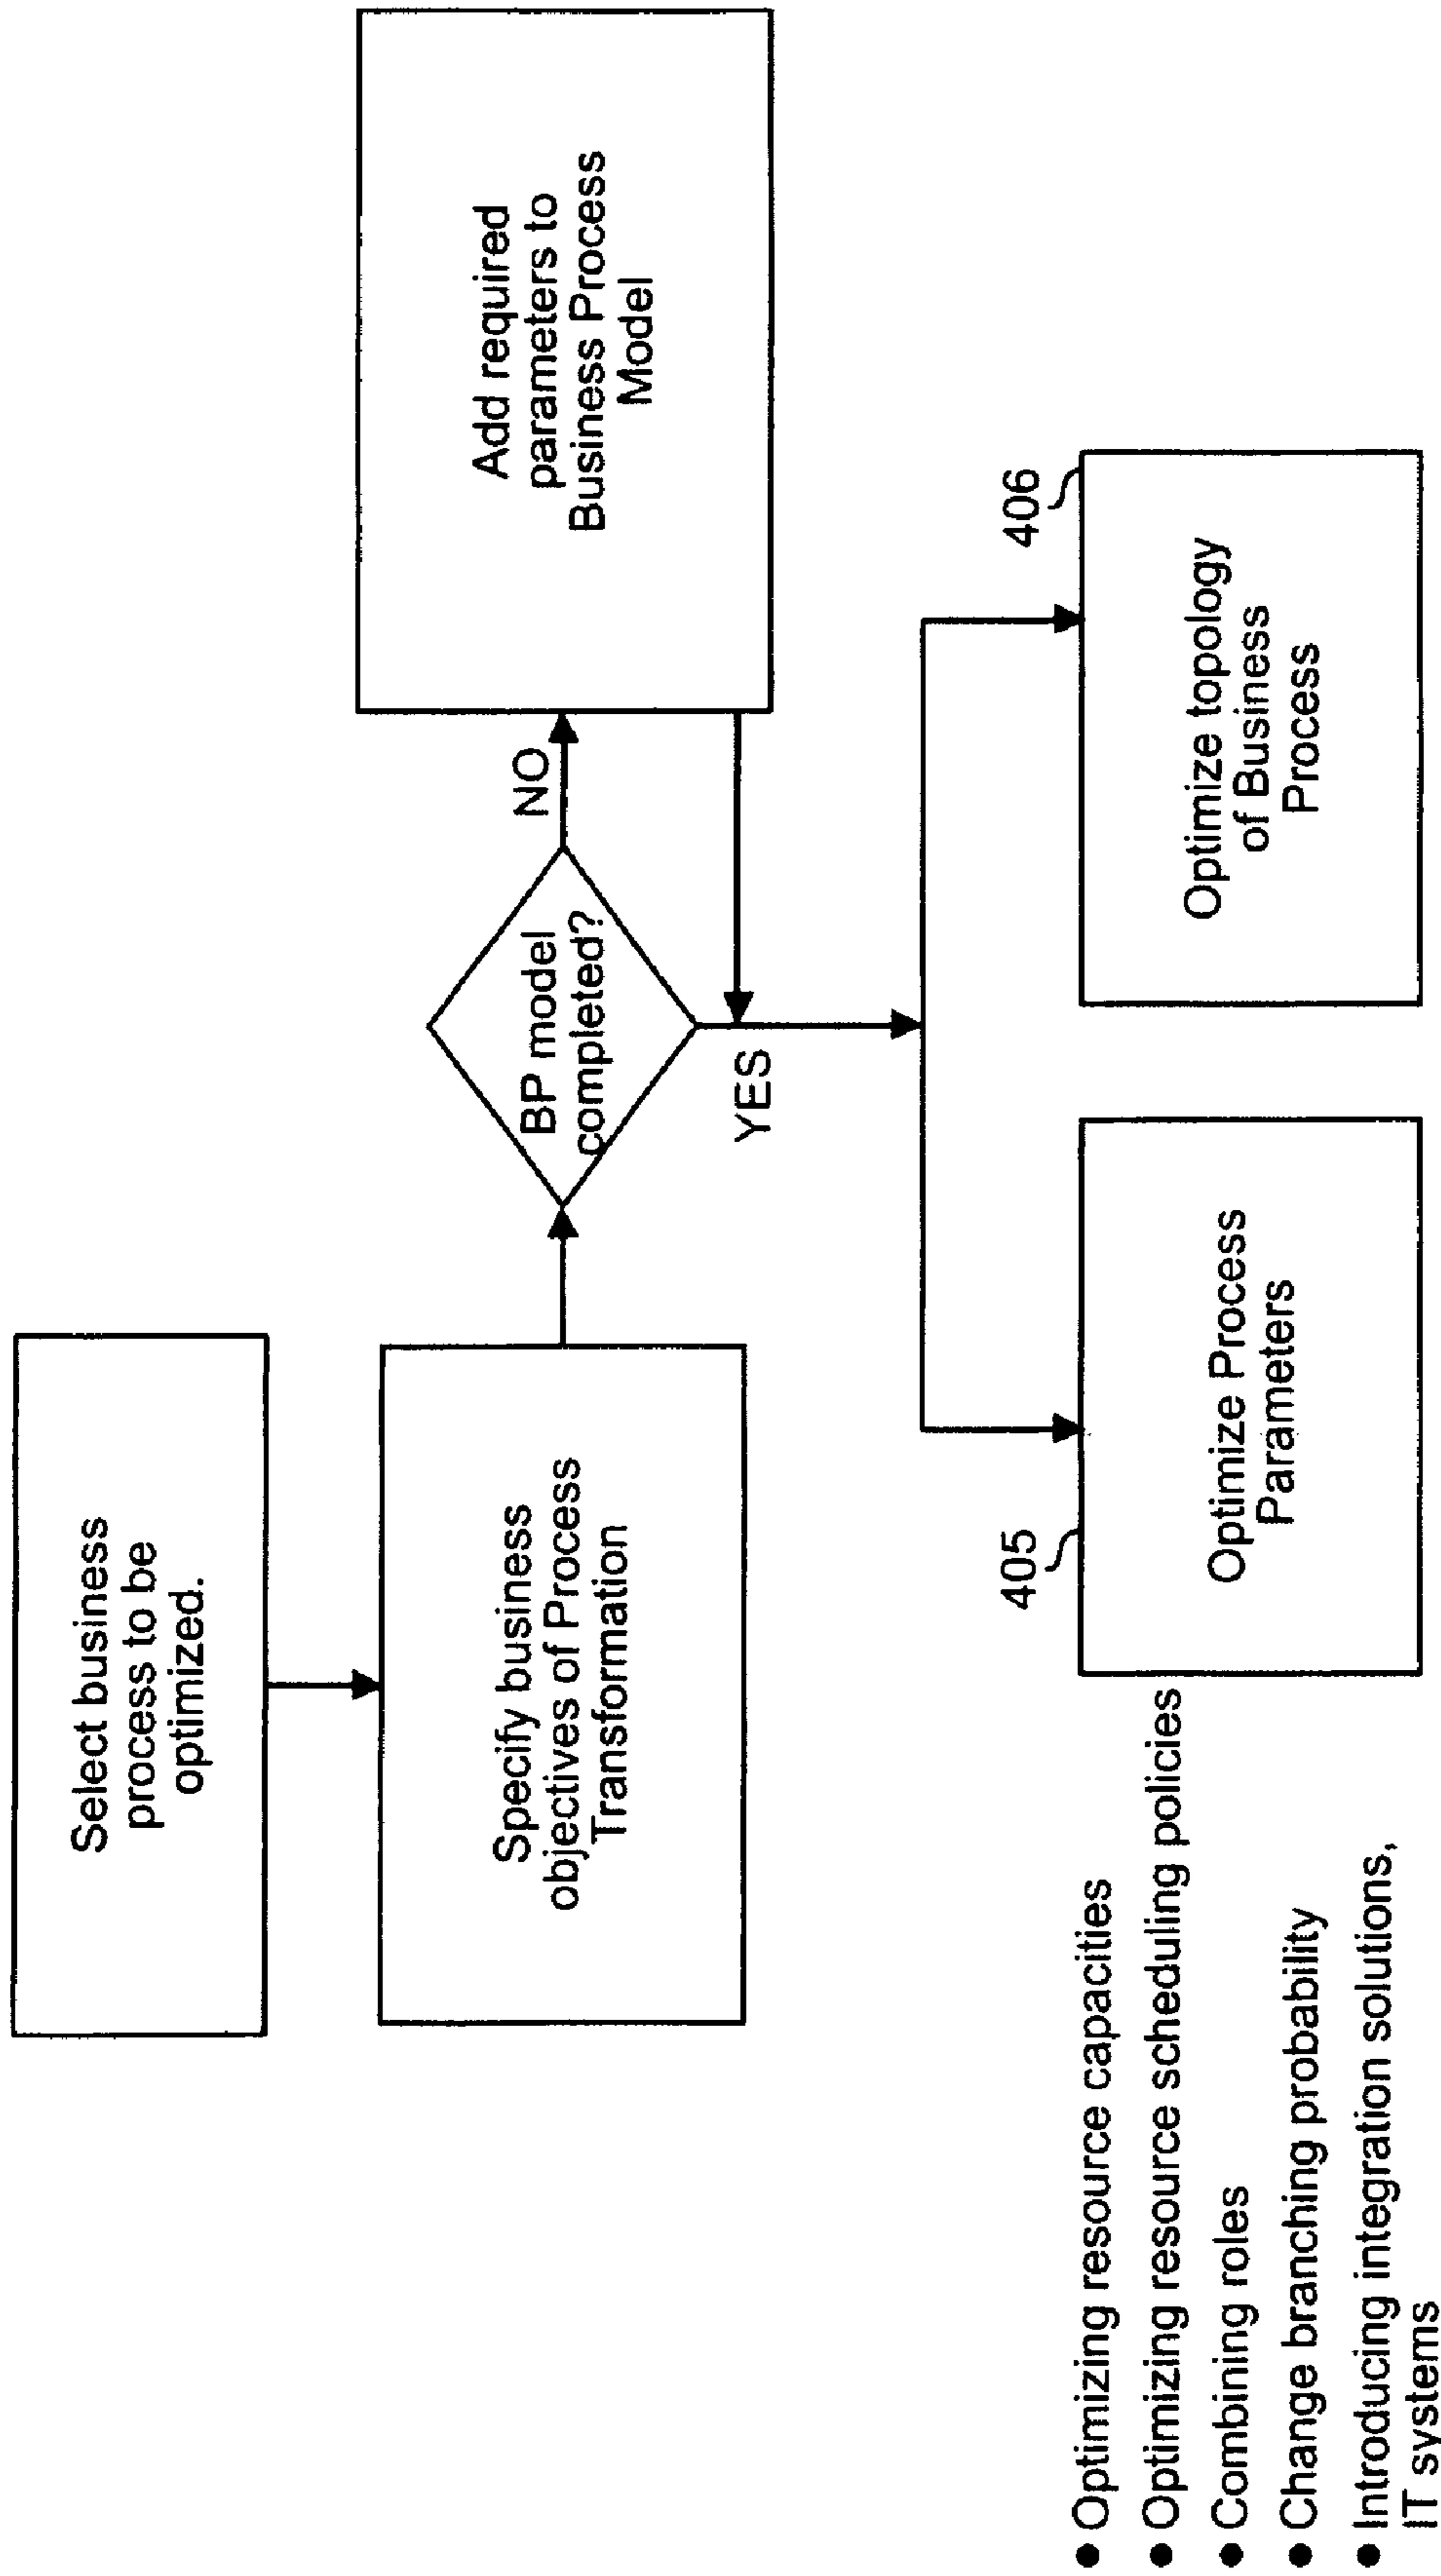 Select business
process to be
optimized.
Specify business
objectives of Process
Transformation
BP model
completed?
NO
YES
Add required
parameters to
Business Process
Model
405
Optimize Process
Parameters
406
Optimize topology
of Business
Process
● Optimizing resource capacities
● Optimizing resource scheduling policies
● Combining roles
● Change branching probability
● Introducing integration solutions,
IT systems